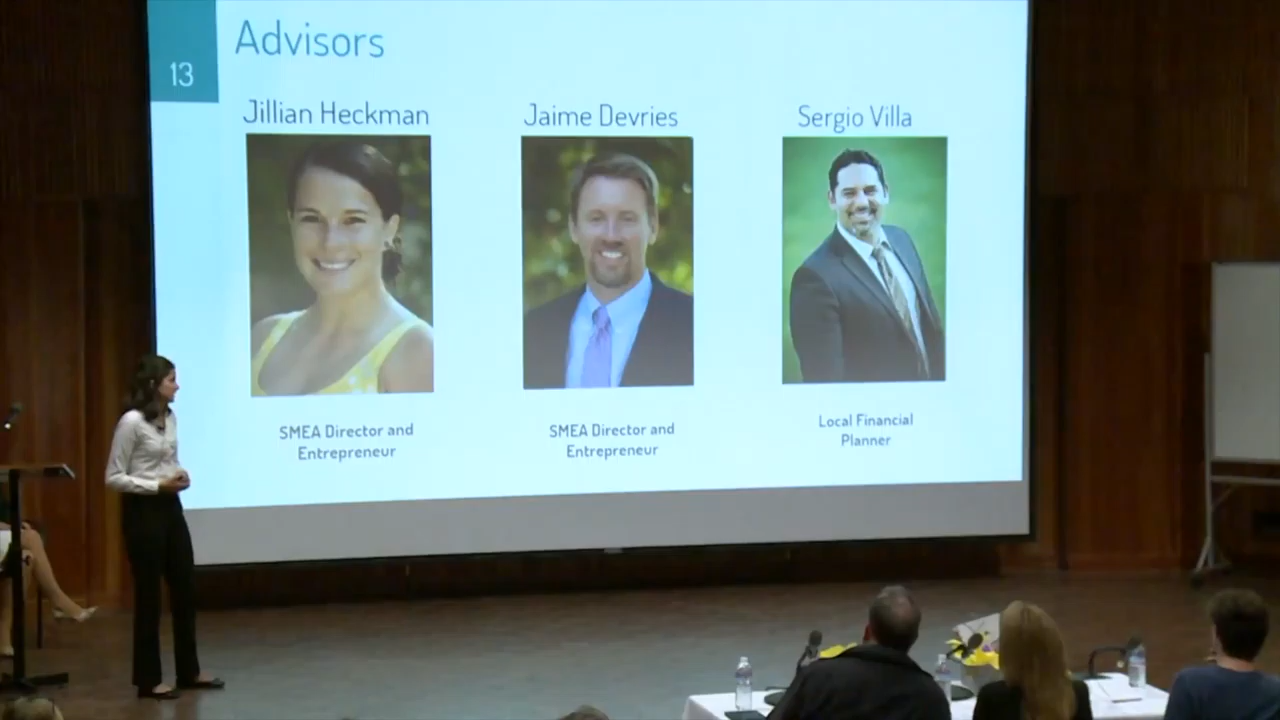 Advisors
13
Jillian Heckman
Jaime Devries
Sergio Villa
SMEA Director and
Entrepreneur
SMEA Director and
Entrepreneur
Local Financial
Planner